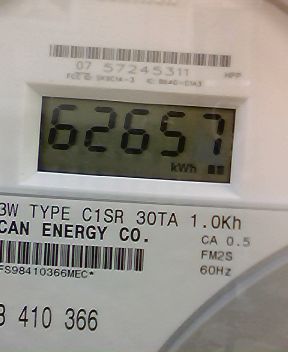 07 57245311
HPP
62657
kWh
3W TYPE C1SR 30TA 1.0Kh
CAN ENERGY CO.
CA 0.5
FM2S
60Hz
FS98410366MEC*
3 410 366